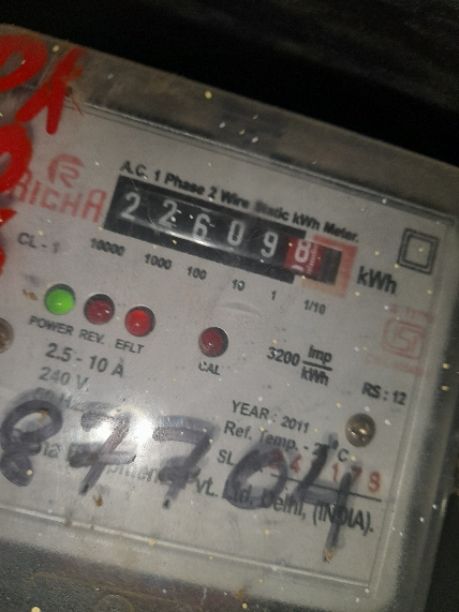 RICHA
A.C. 1 Phase 2 Wire Static kWh Meter.
226098
kWh
10000 1000 100 10 1 1/10
CL - 1
POWER REV. EFLT
CAL
3200 Imp/kWh
2.5 - 10 A
240 V
RS : 12
YEAR : 2011
Ref. Temp. - °C
SL.
87704
Pvt. Ltd. Delhi, (INDIA).